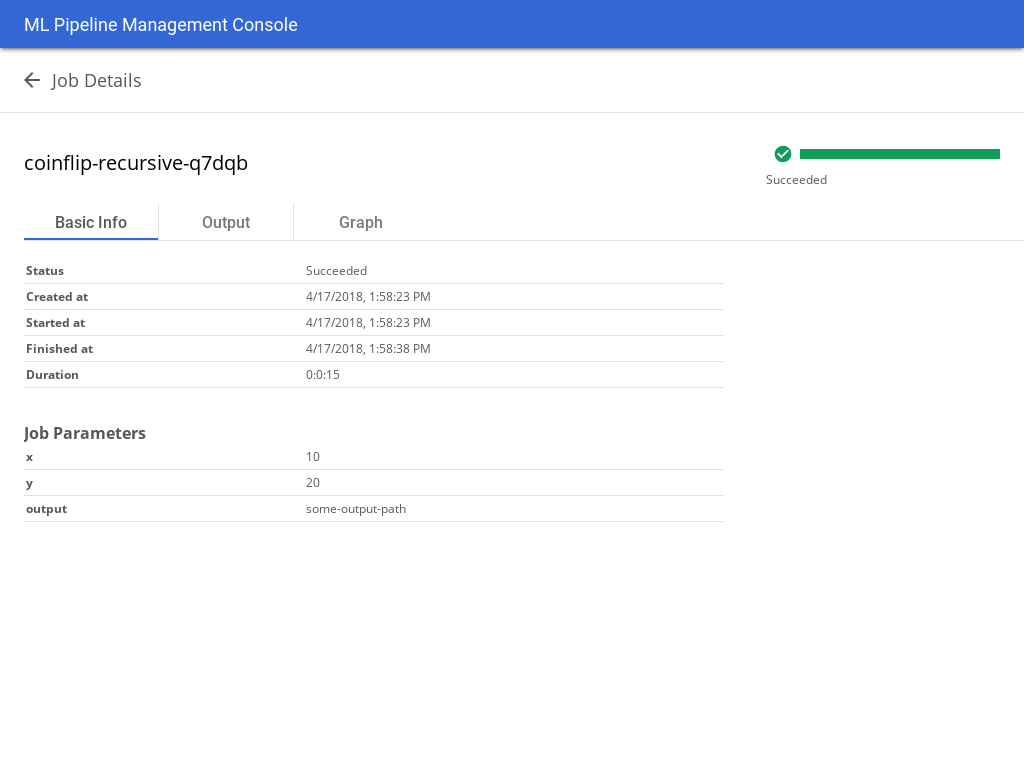 ML Pipeline Management Console
Job Details
coinflip-recursive-q7dqb
Succeeded
Basic Info Output Graph
Status Succeeded
Created at 4/17/2018, 1:58:23 PM
Started at 4/17/2018, 1:58:23 PM
Finished at 4/17/2018, 1:58:38 PM
Duration 0:0:15
Job Parameters
x 10
y 20
output some-output-path